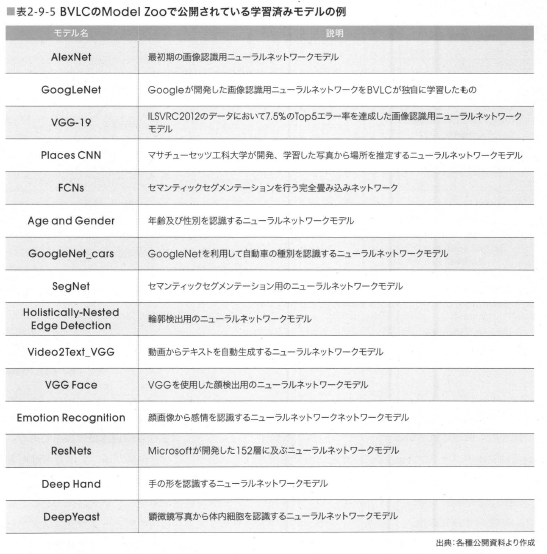 ■表2-9-5 BVLCのModel Zooで公開されている学習済みモデルの例
モデル名 説明
AlexNet 最初期の画像認識用ニューラルネットワークモデル
GoogLeNet Googleが開発した画像認識用ニューラルネットワークをBVLCが独自に学習したもの
VGG-19 ILSVRC2012のデータにおいて7.5%のTop5エラー率を達成した画像認識用ニューラルネットワーク
モデル
Places CNN マサチューセッツ工科大学が開発、学習した写真から場所を推定するニューラルネットワークモデル
FCNs セマンティックセグメンテーションを行う完全畳み込みネットワーク
Age and Gender 年齢及び性別を認識するニューラルネットワークモデル
GoogleNet_cars GoogleNetを利用して自動車の種別を認識するニューラルネットワークモデル
SegNet セマンティックセグメンテーション用のニューラルネットワークモデル
Holistically-Nested
Edge Detection 輪郭検出用のニューラルネットワークモデル
Video2Text_VGG 動画からテキストを自動生成するニューラルネットワークモデル
VGG Face VGGを使用した顔検出用のニューラルネットワークモデル
Emotion Recognition 顔画像から感情を認識するニューラルネットワークネットワークモデル
ResNets Microsoftが開発した152層に及ぶニューラルネットワークモデル
Deep Hand 手の形を認識するニューラルネットワークモデル
DeepYeast 顕微鏡写真から体内細胞を認識するニューラルネットワークモデル
出典:各種公開資料より作成